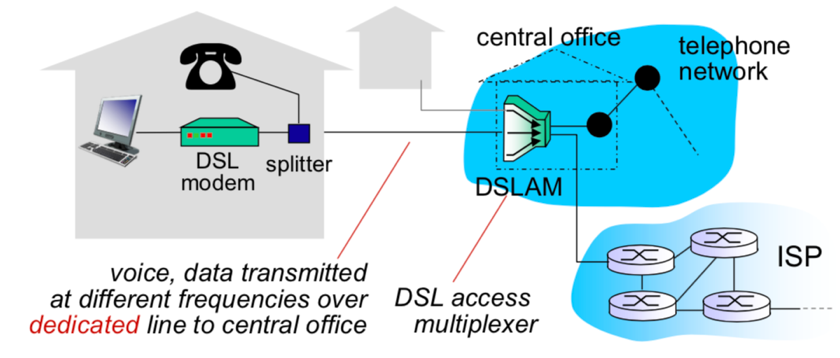 central office
telephone
network
DSL
modem
splitter
DSLAM
ISP
voice, data transmitted
at different frequencies over
dedicated line to central office
DSL access
multiplexer